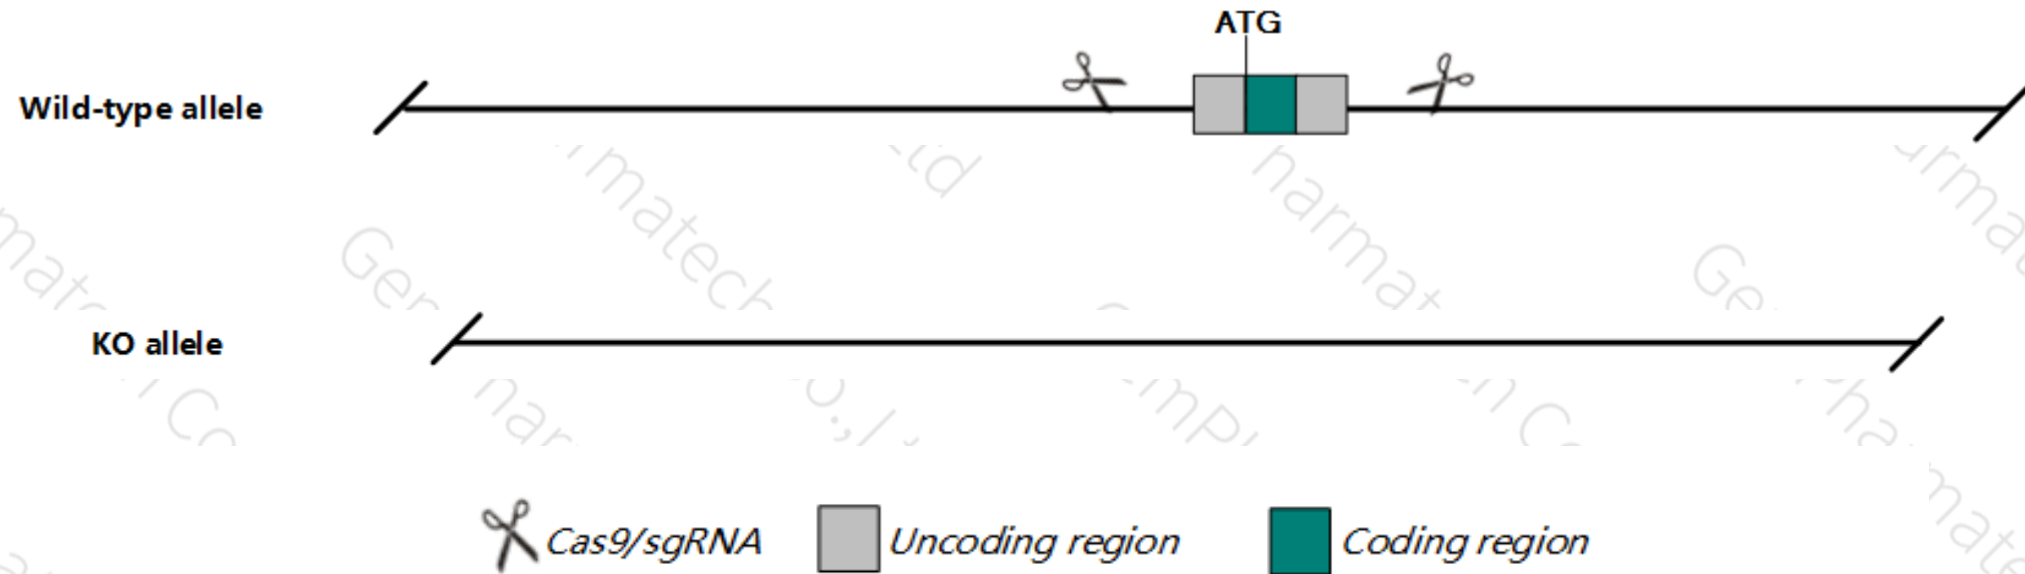 ATG
Wild-type allele
KO allele
Cas9/sgRNA
Uncoding region
Coding region